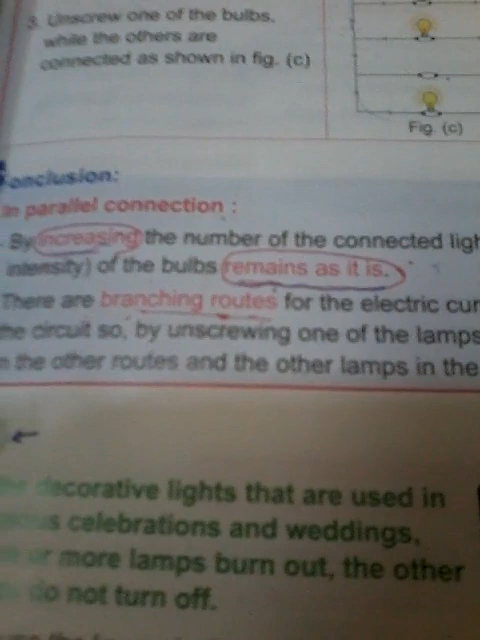 3. Unscrew one of the bulbs,
while the others are
connected as shown in fig. (c)
Fig. (c)
onclusion:
In parallel connection :
By increasing the number of the connected ligh
intensity) of the bulbs remains as it is.
There are branching routes for the electric cur
he circuit so, by unscrewing one of the lamps
the other routes and the other lamps in the
decorative lights that are used in
celebrations and weddings,
or more lamps burn out, the other
do not turn off.